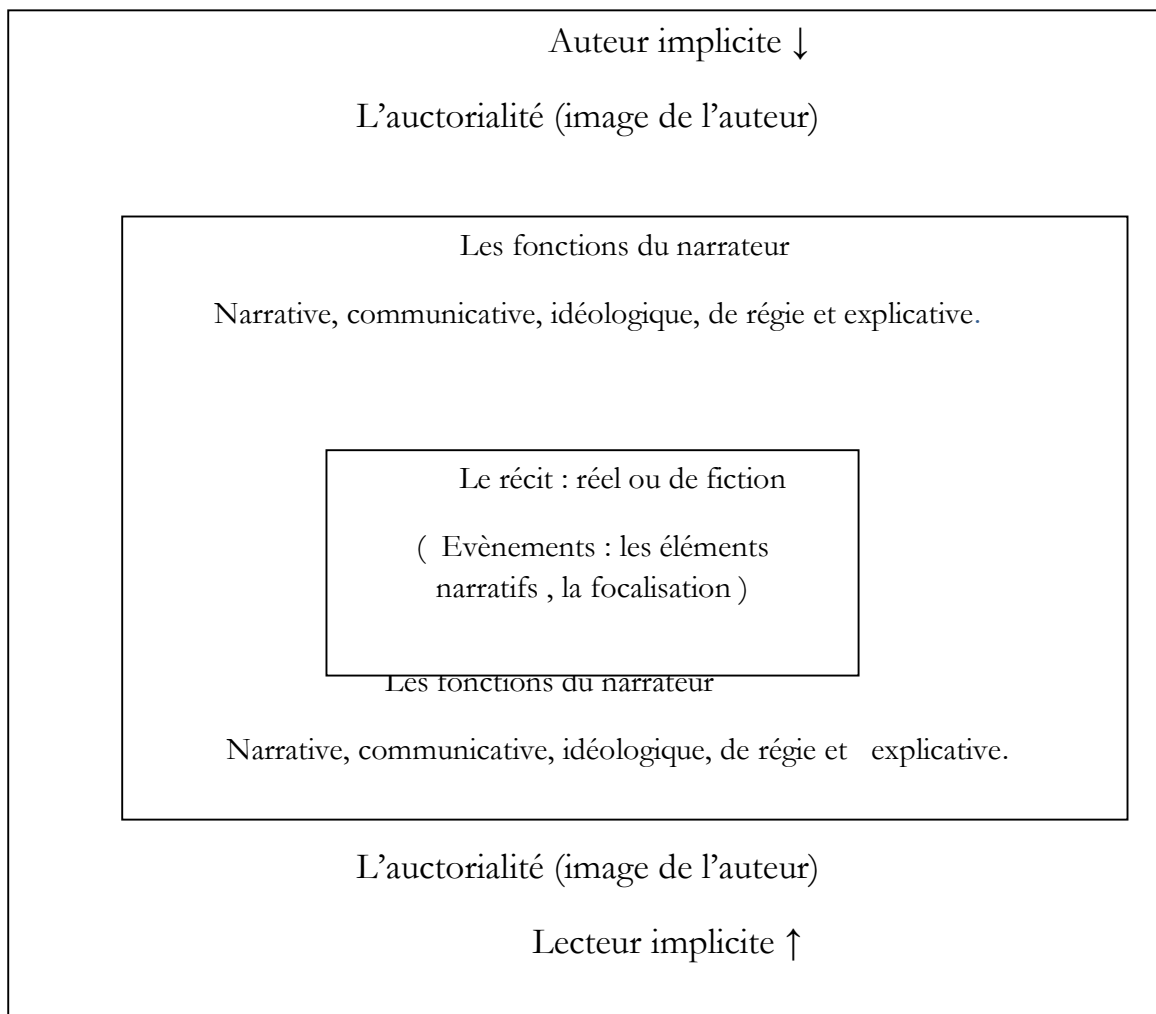 Auteur implicite ↓
L’auctorialité (image de l’auteur)
Les fonctions du narrateur
Narrative, communicative, idéologique, de régie et explicative.
Le récit : réel ou de fiction
( Evènements : les éléments
narratifs , la focalisation )
Les fonctions du narrateur
Narrative, communicative, idéologique, de régie et explicative.
L’auctorialité (image de l’auteur)
Lecteur implicite ↑